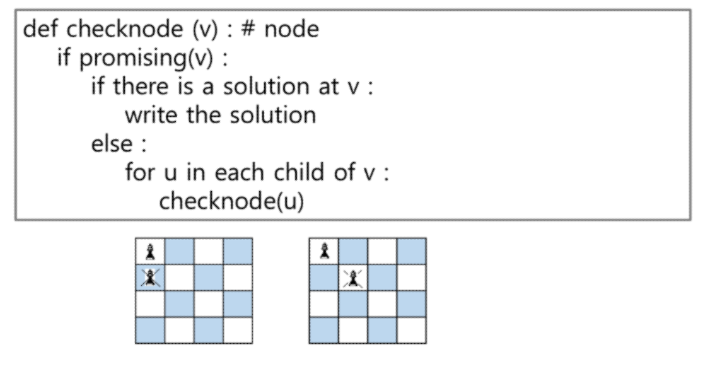 def checknode (v) : # node
if promising(v) :
if there is a solution at v :
write the solution
else :
for u in each child of v :
checknode(u)